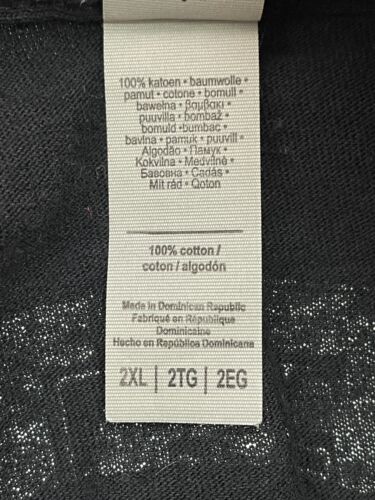 100% katoen • baumwolle •
pamut • cotone • bomull •
bawełna • βαμβακι •
puuvilla • bombaž •
bomuld •bumbac •
bavlna • pamuk • puuvill •
Algodão • Памук •
Kokvilna • Medvilnė •
Бавовна • Cadás •
Mit rád • Qoton
100% cotton /
coton / algodón
Made in Dominican Republic
Fabriqué en République
Dominicaine
Hecho en República Dominicana
2XL | 2TG | 2EG